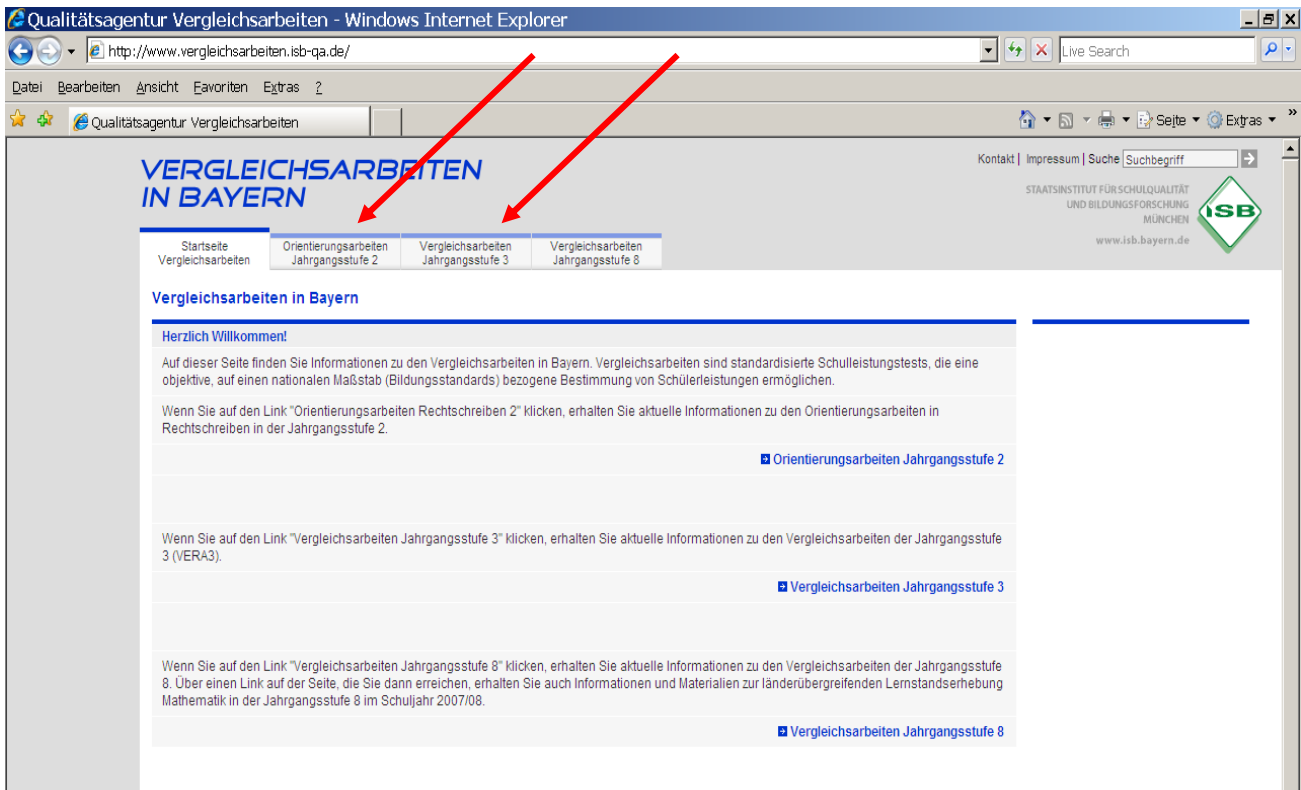 Qualitätsagentur Vergleichsarbeiten - Windows Internet Explorer
http://www.vergleichsarbeiten.isb-qa.de/
Live Search
Datei Bearbeiten Ansicht Favoriten Extras ?
Qualitätsagentur Vergleichsarbeiten
Seite
Extras
»
Kontakt | Impressum | Suche Suchbegriff
VERGLEICHSARBEITEN
IN BAYERN
STAATSINSTITUT FÜR SCHULQUALITÄT
UND BILDUNGSFORSCHUNG
MÜNCHEN
www.isb.bayern.de
ISB
Startseite
Vergleichsarbeiten
Orientierungsarbeiten
Jahrgangsstufe 2
Vergleichsarbeiten
Jahrgangsstufe 3
Vergleichsarbeiten
Jahrgangsstufe 8
Vergleichsarbeiten in Bayern
Herzlich Willkommen!
Auf dieser Seite finden Sie Informationen zu den Vergleichsarbeiten in Bayern. Vergleichsarbeiten sind standardisierte Schulleistungstests, die eine
objektive, auf einen nationalen Maßstab (Bildungsstandards) bezogene Bestimmung von Schülerleistungen ermöglichen.
Wenn Sie auf den Link "Orientierungsarbeiten Rechtschreiben 2" klicken, erhalten Sie aktuelle Informationen zu den Orientierungsarbeiten in
Rechtschreiben in der Jahrgangsstufe 2.
Orientierungsarbeiten Jahrgangsstufe 2
Wenn Sie auf den Link "Vergleichsarbeiten Jahrgangsstufe 3" klicken, erhalten Sie aktuelle Informationen zu den Vergleichsarbeiten der Jahrgangsstufe
3 (VERA3).
Vergleichsarbeiten Jahrgangsstufe 3
Wenn Sie auf den Link "Vergleichsarbeiten Jahrgangsstufe 8" klicken, erhalten Sie aktuelle Informationen zu den Vergleichsarbeiten der Jahrgangsstufe
8. Über einen Link auf der Seite, die Sie dann erreichen, erhalten Sie auch Informationen und Materialien zur länderübergreifenden Lernstandserhebung
Mathematik in der Jahrgangsstufe 8 im Schuljahr 2007/08.
Vergleichsarbeiten Jahrgangsstufe 8